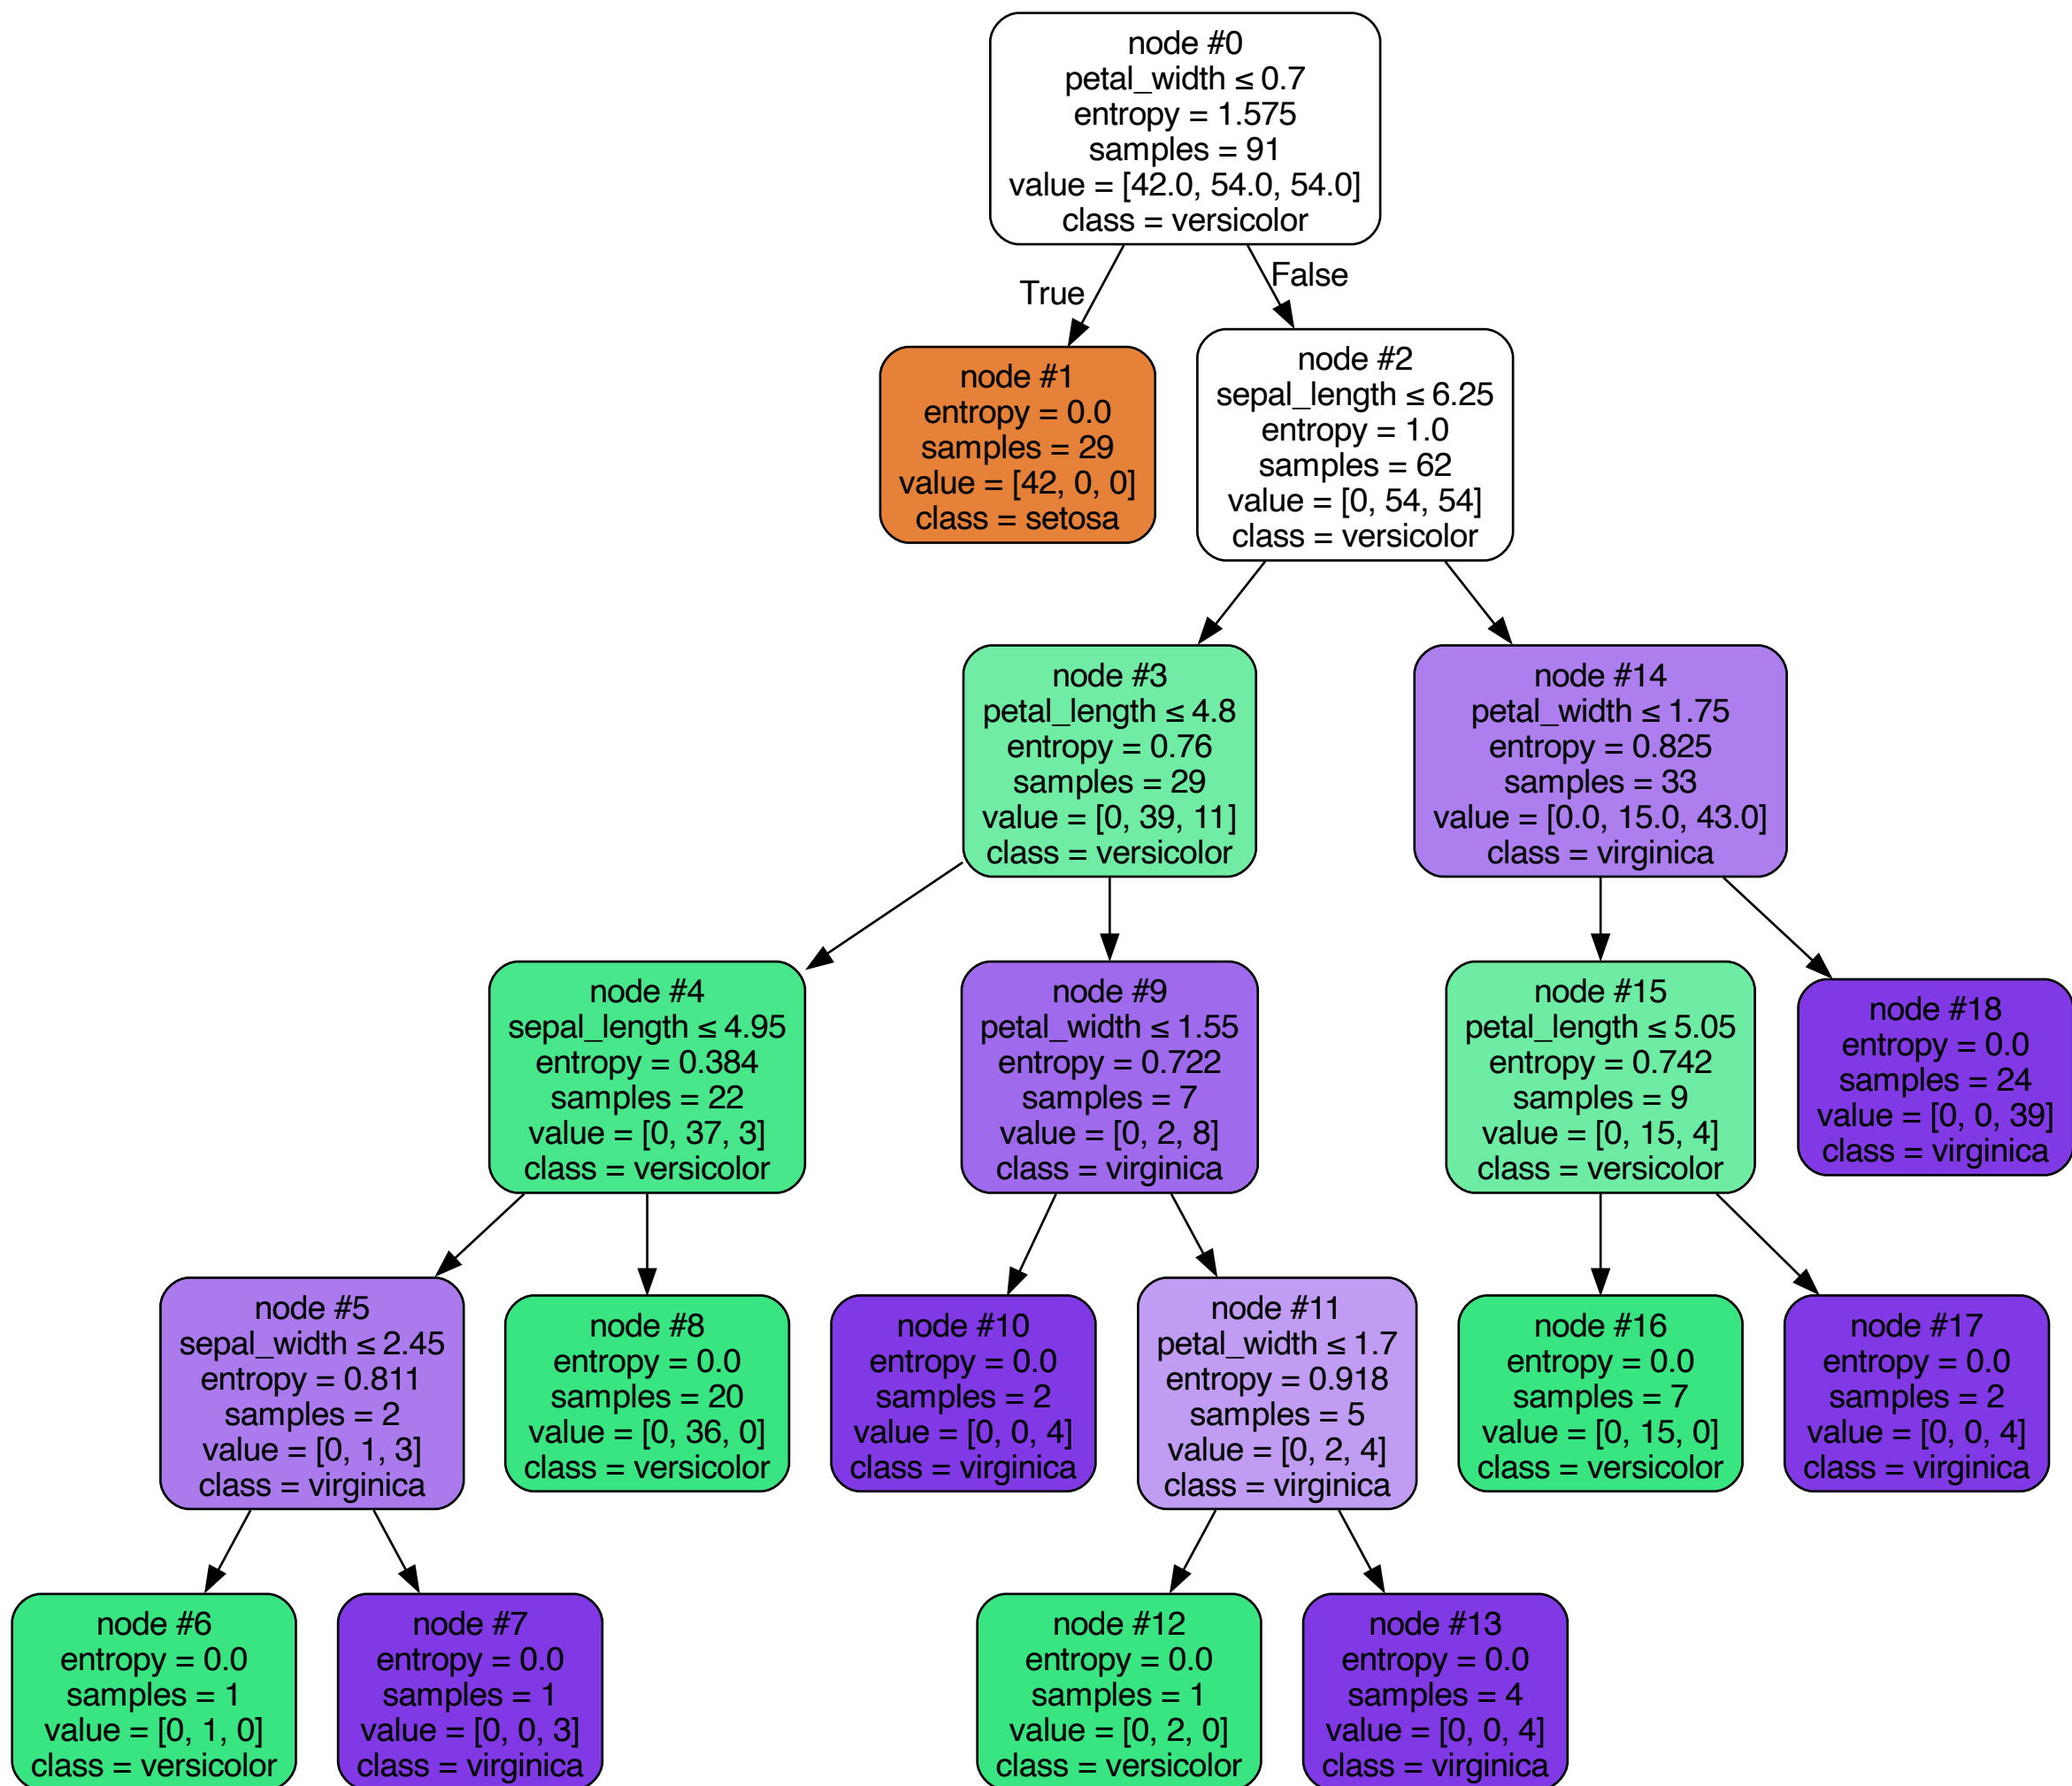 node #0
petal_width ≤ 0.7
entropy = 1.575
samples = 91
value = [42.0, 54.0, 54.0]
class = versicolor
True
False
node #1
entropy = 0.0
samples = 29
value = [42, 0, 0]
class = setosa
node #2
sepal_length ≤ 6.25
entropy = 1.0
samples = 62
value = [0, 54, 54]
class = versicolor
node #3
petal_length ≤ 4.8
entropy = 0.76
samples = 29
value = [0, 39, 11]
class = versicolor
node #14
petal_width ≤ 1.75
entropy = 0.825
samples = 33
value = [0.0, 15.0, 43.0]
class = virginica
node #4
sepal_length ≤ 4.95
entropy = 0.384
samples = 22
value = [0, 37, 3]
class = versicolor
node #9
petal_width ≤ 1.55
entropy = 0.722
samples = 7
value = [0, 2, 8]
class = virginica
node #15
petal_length ≤ 5.05
entropy = 0.742
samples = 9
value = [0, 15, 4]
class = versicolor
node #18
entropy = 0.0
samples = 24
value = [0, 0, 39]
class = virginica
node #5
sepal_width ≤ 2.45
entropy = 0.811
samples = 2
value = [0, 1, 3]
class = virginica
node #8
entropy = 0.0
samples = 20
value = [0, 36, 0]
class = versicolor
node #10
entropy = 0.0
samples = 2
value = [0, 0, 4]
class = virginica
node #11
petal_width ≤ 1.7
entropy = 0.918
samples = 5
value = [0, 2, 4]
class = virginica
node #16
entropy = 0.0
samples = 7
value = [0, 15, 0]
class = versicolor
node #17
entropy = 0.0
samples = 2
value = [0, 0, 4]
class = virginica
node #6
entropy = 0.0
samples = 1
value = [0, 1, 0]
class = versicolor
node #7
entropy = 0.0
samples = 1
value = [0, 0, 3]
class = virginica
node #12
entropy = 0.0
samples = 1
value = [0, 2, 0]
class = versicolor
node #13
entropy = 0.0
samples = 4
value = [0, 0, 4]
class = virginica